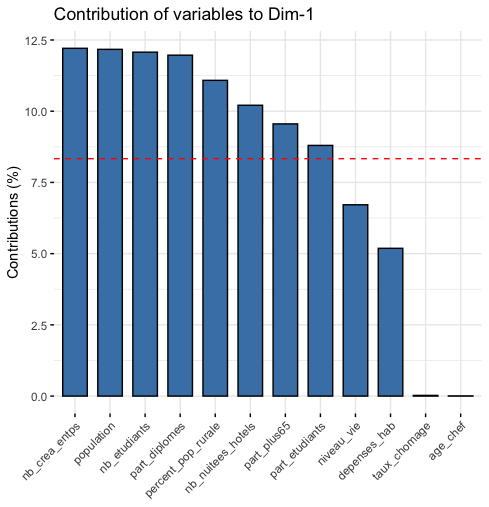 Contribution of variables to Dim-1
Contributions (%)
12.5
10.0
7.5
5.0
2.5
0.0
nb_crea_entps
population
nb_etudiants
part_diplomes
percent_pop_rurale
nb_nuitees_hotels
part_plus65
part_etudiants
niveau_vie
depenses_hab
taux_chomage
age_chef